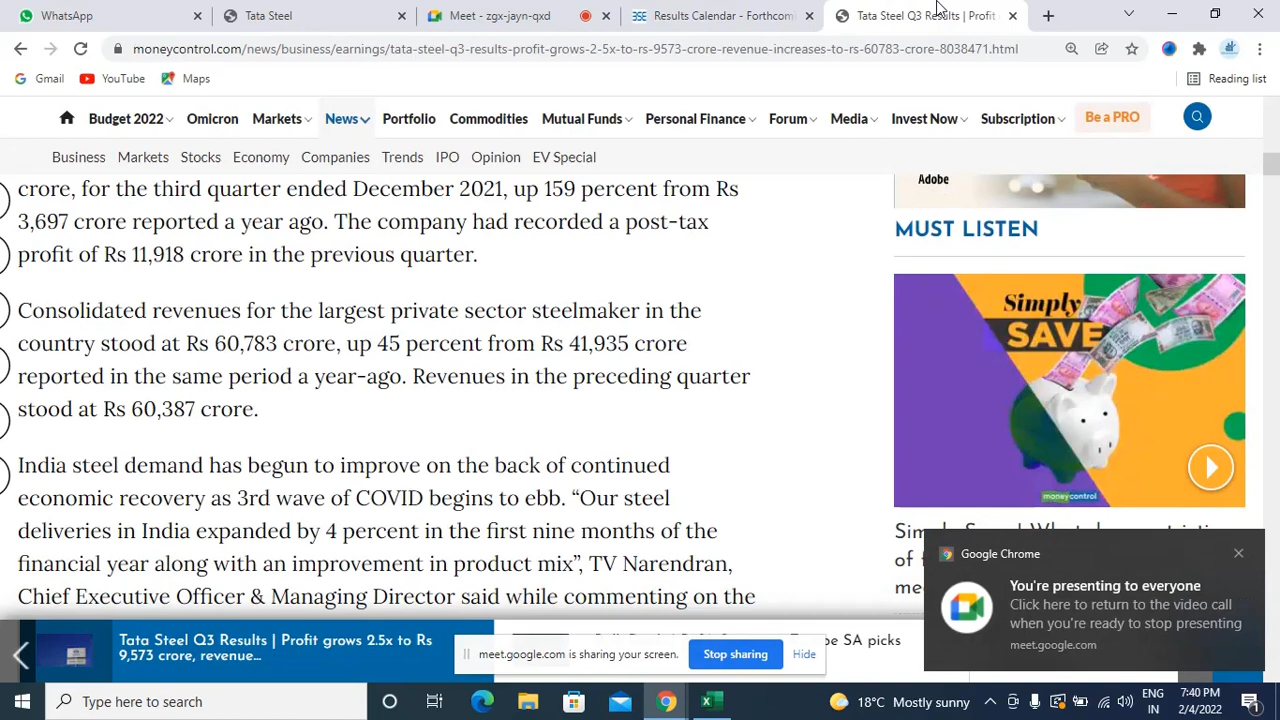 WhatsApp
Tata Steel
Meet - zgx-jayn-qxd
Results Calendar - Forthcomi
Tata Steel Q3 Results | Profit
moneycontrol.com/news/business/earnings/tata-steel-q3-results-profit-grows-2-5x-to-rs-9573-crore-revenue-increases-to-rs-60783-crore-8038471.html
Gmail YouTube Maps Reading list
Budget 2022 Omicron Markets News Portfolio Commodities Mutual Funds Personal Finance Forum Media Invest Now Subscription Be a PRO
Business Markets Stocks Economy Companies Trends IPO Opinion EV Special
crore, for the third quarter ended December 2021, up 159 percent from Rs
3,697 crore reported a year ago. The company had recorded a post-tax
profit of Rs 11,918 crore in the previous quarter.
Consolidated revenues for the largest private sector steelmaker in the
country stood at Rs 60,783 crore, up 45 percent from Rs 41,935 crore
reported in the same period a year-ago. Revenues in the preceding quarter
stood at Rs 60,387 crore.
India steel demand has begun to improve on the back of continued
economic recovery as 3rd wave of COVID begins to ebb. “Our steel
deliveries in India expanded by 4 percent in the first nine months of the
financial year along with an improvement in product mix”, TV Narendran,
Chief Executive Officer & Managing Director said while commenting on the
Adobe
MUST LISTEN
Simply
SAVE
moneycontrol
of
me
Google Chrome
You're presenting to everyone
Click here to return to the video call
when you're ready to stop presenting
meet.google.com
Tata Steel Q3 Results | Profit grows 2.5x to Rs
9,573 crore, revenue...
SA picks
meet.google.com is sharing your screen.
Stop sharing
Hide
Type here to search
18°C Mostly sunny
ENG
IN
7:40 PM
2/4/2022
1